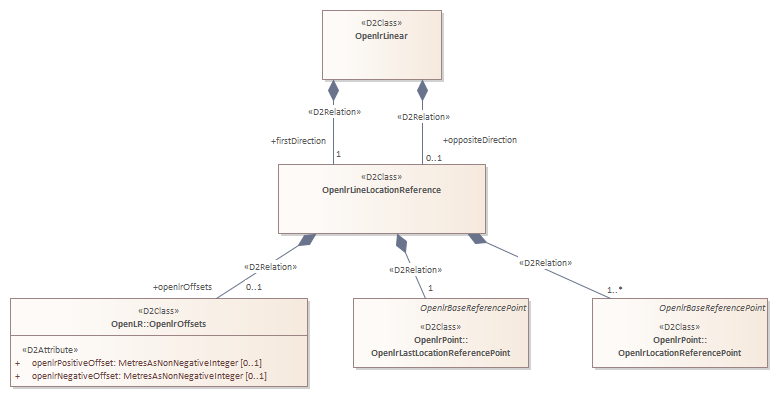 «D2Class»
OpenlrLinear
«D2Relation»
«D2Relation»
+firstDirection
+oppositeDirection
1
0..1
«D2Class»
OpenlrLineLocationReference
«D2Relation»
«D2Relation»
«D2Relation»
+openlrOffsets
0..1
1
1..*
«D2Class»
OpenLR::OpenlrOffsets
«D2Attribute»
+ openlrPositiveOffset: MetresAsNonNegativeInteger [0..1]
+ openlrNegativeOffset: MetresAsNonNegativeInteger [0..1]
OpenlrBaseReferencePoint
«D2Class»
OpenlrPoint::
OpenlrLastLocationReferencePoint
OpenlrBaseReferencePoint
«D2Class»
OpenlrPoint::
OpenlrLocationReferencePoint